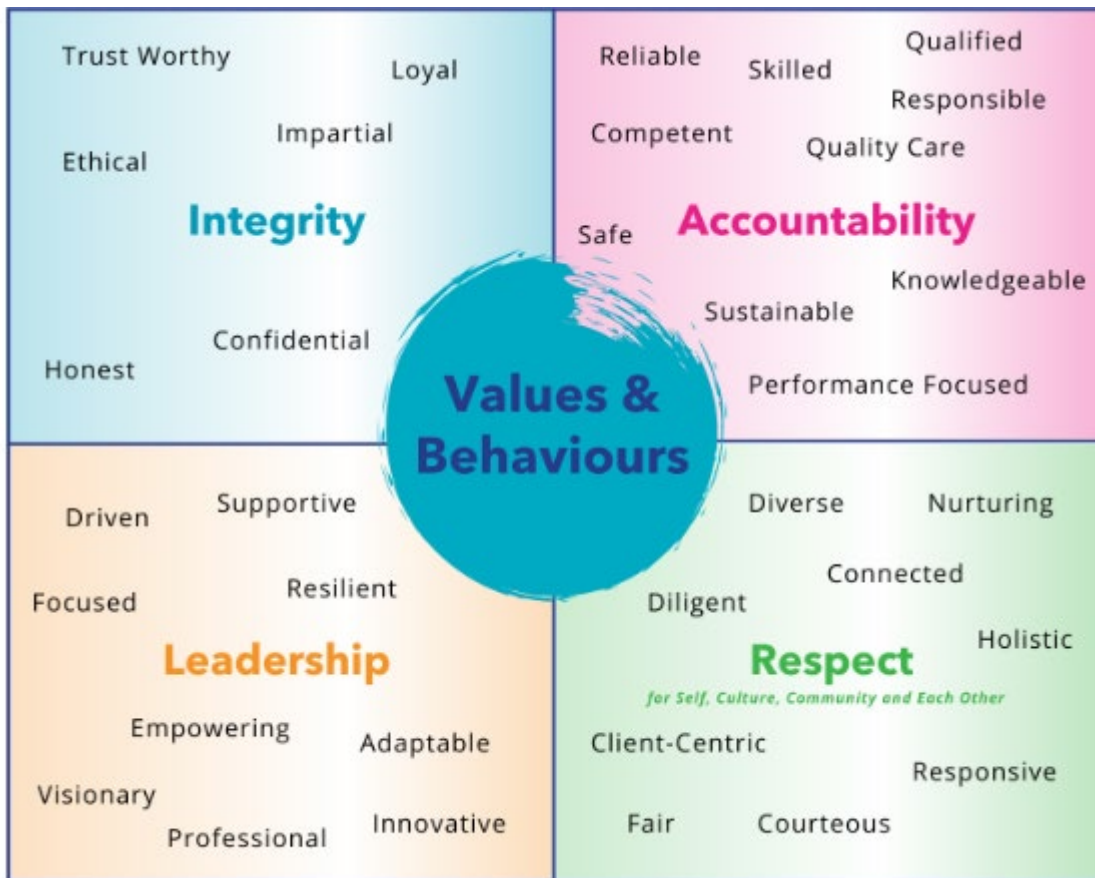 Trust Worthy
Loyal
Impartial
Ethical
Integrity
Confidential
Honest
Reliable
Skilled
Qualified
Responsible
Competent
Quality Care
Safe
Accountability
Knowledgeable
Sustainable
Performance Focused
Values &
Behaviours
Driven
Supportive
Focused
Resilient
Leadership
Empowering
Adaptable
Visionary
Professional
Innovative
Diverse
Nurturing
Connected
Diligent
Holistic
Respect
for Self, Culture, Community and Each Other
Client-Centric
Responsive
Fair
Courteous